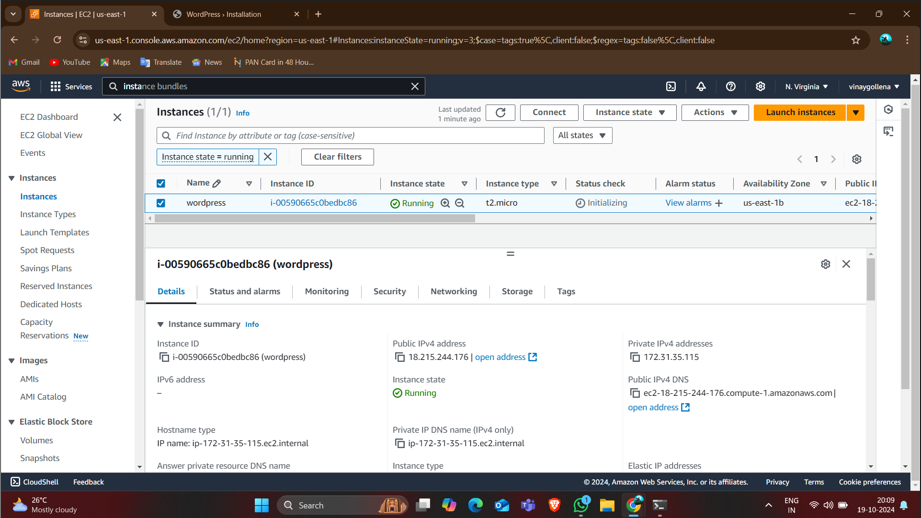 Instances | EC2 | us-east-1
WordPress › Installation
us-east-1.console.aws.amazon.com/ec2/home?region=us-east-1#Instances:instanceState=running;v=3;$case=tags:true%5C,client:false;$regex=tags:false%5C,client:false
Gmail YouTube Maps Translate News PAN Card in 48 Hou...
aws Services instance bundles N. Virginia vinaygollena
EC2 Dashboard
EC2 Global View
Events
Instances
Instances
Instance Types
Launch Templates
Spot Requests
Savings Plans
Reserved Instances
Dedicated Hosts
Capacity
Reservations New
Images
AMIs
AMI Catalog
Elastic Block Store
Volumes
Snapshots
Instances (1/1) Info
Last updated
1 minute ago
Connect Instance state Actions Launch instances
Find Instance by attribute or tag (case-sensitive)
All states
Instance state = running
Clear filters
1
Name Instance ID Instance state Instance type Status check Alarm status Availability Zone Public I
wordpress i-00590665c0bedbc86 Running t2.micro Initializing View alarms us-east-1b ec2-18-
i-00590665c0bedbc86 (wordpress)
Details Status and alarms Monitoring Security Networking Storage Tags
Instance summary Info
Instance ID
i-00590665c0bedbc86 (wordpress)
Public IPv4 address
18.215.244.176 | open address
Private IPv4 addresses
172.31.35.115
IPv6 address
–
Instance state
Running
Public IPv4 DNS
ec2-18-215-244-176.compute-1.amazonaws.com |
open address
Hostname type
IP name: ip-172-31-35-115.ec2.internal
Private IP DNS name (IPv4 only)
ip-172-31-35-115.ec2.internal
Answer private resource DNS name
Instance type
Elastic IP addresses
CloudShell Feedback © 2024, Amazon Web Services, Inc. or its affiliates. Privacy Terms Cookie preferences
26°C
Mostly cloudy
Search
1
ENG
IN
20:09
19-10-2024